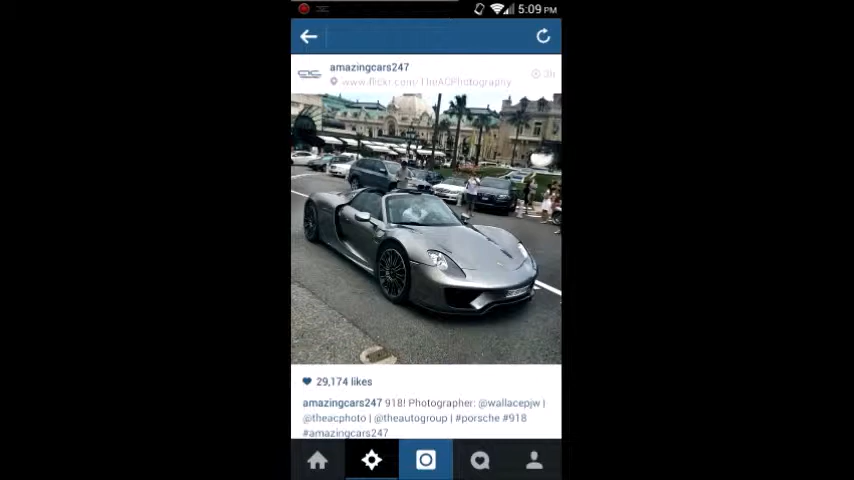 5:09 PM
amazingcars247
www.flickr.com/TheACPhotography
3h
29,174 likes
amazingcars247 918! Photographer: @wallacepjw |
@theacphoto | @theautogroup | #porsche #918
#amazingcars247